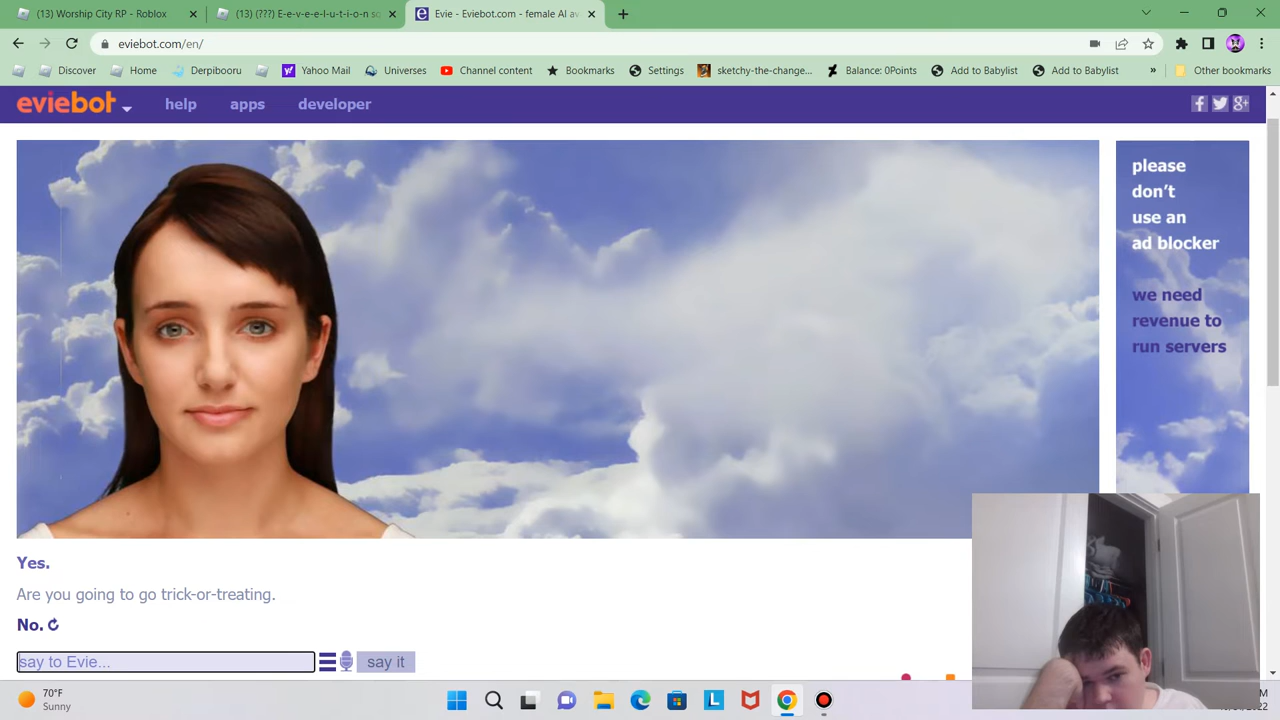 (13) Worship City RP - Roblox
(13) (???) E-e-v-e-e-l-u-t-i-o-n s
Evie - Eviebot.com - female AI av
eviebot.com/en/
Discover
Home
Derpibooru
Yahoo Mail
Universes
Channel content
Bookmarks
Settings
sketchy-the-change...
Balance: 0Points
Add to Babylist
Add to Babylist
»
Other bookmarks
eviebot
help
apps
developer
please
don't
use an
ad blocker
we need
revenue to
run servers
Yes.
Are you going to go trick-or-treating.
No.
say to Evie...
say it
70°F
Sunny